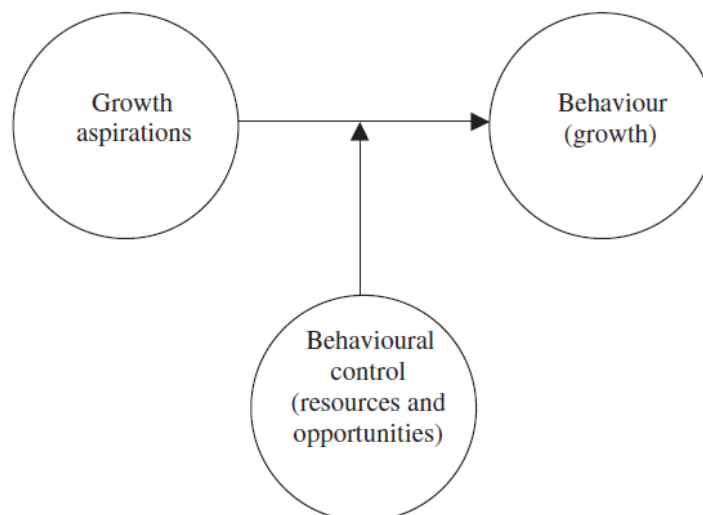 Growth
aspirations
Behaviour
(growth)
Behavioural
control
(resources and
opportunities)